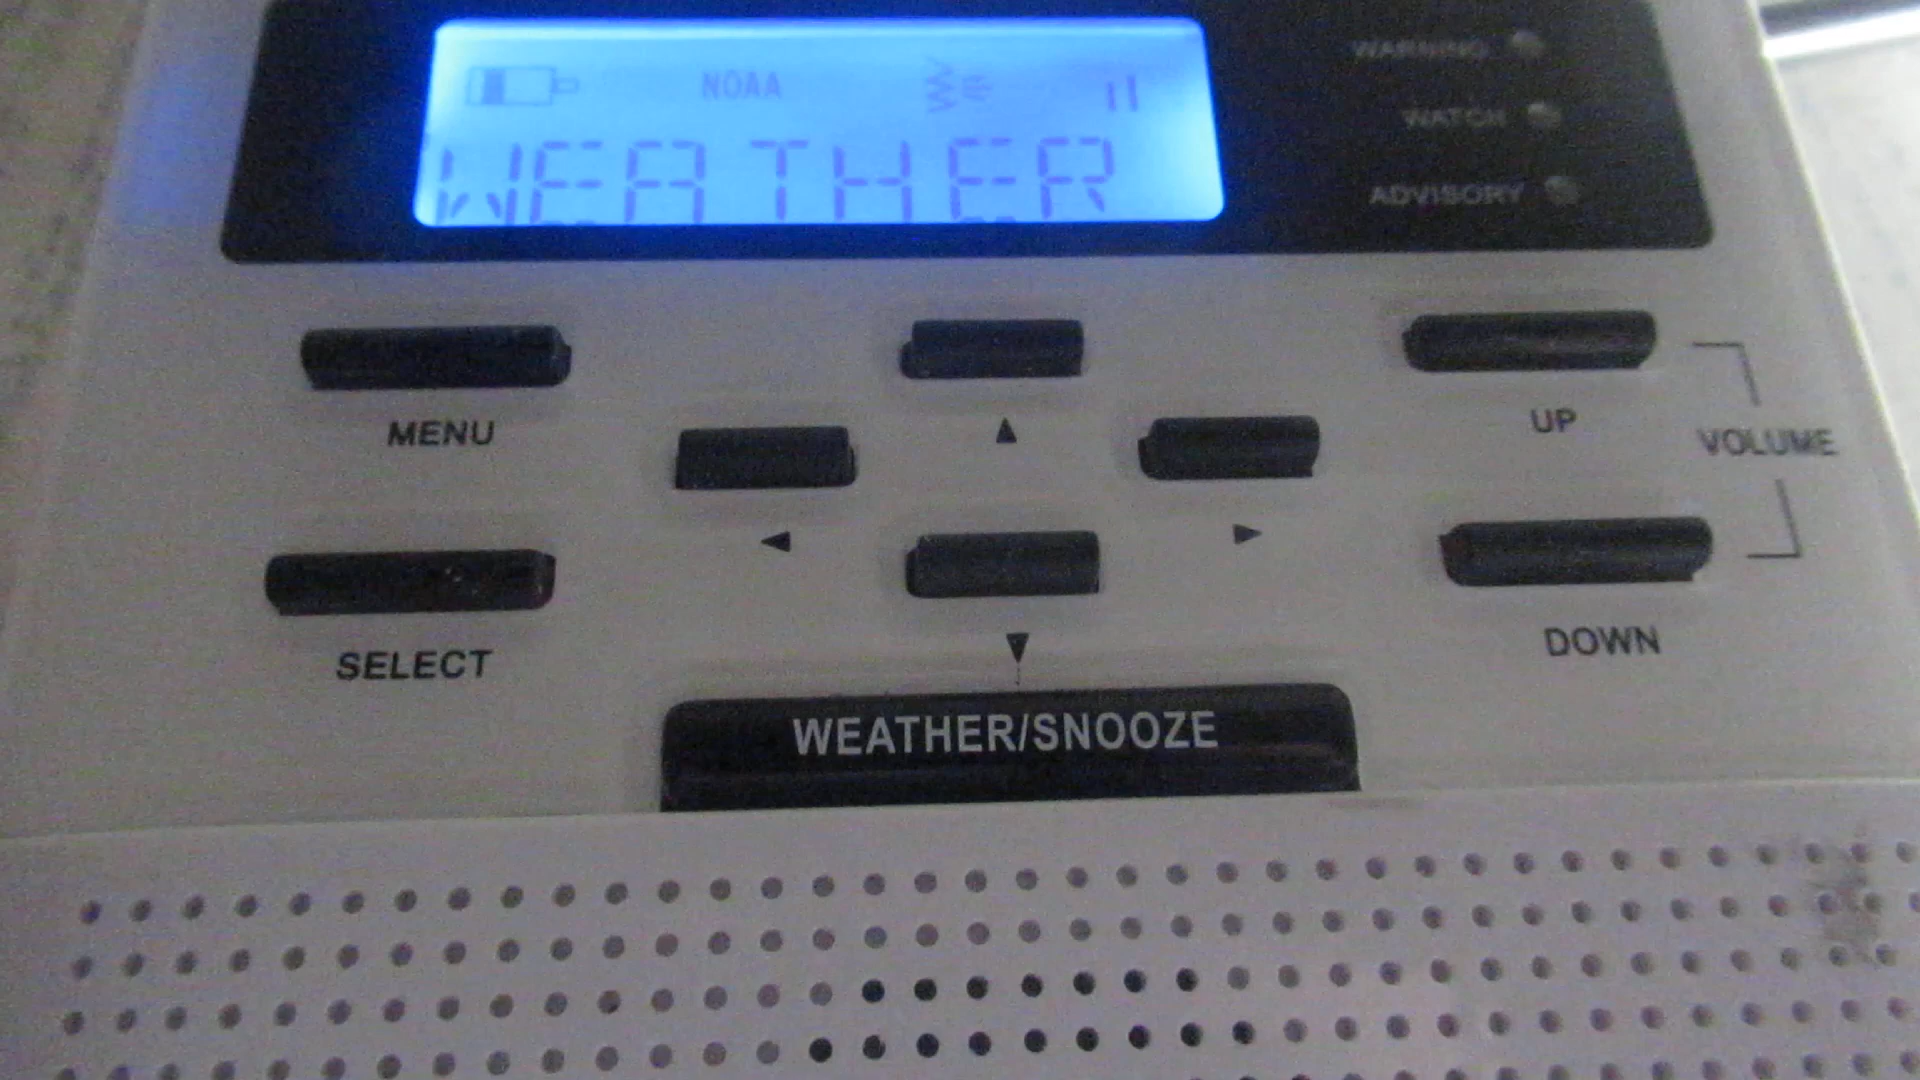 NOAA
WEATHER
WARNING
WATCH
ADVISORY
MENU
UP
VOLUME
SELECT
DOWN
WEATHER/SNOOZE